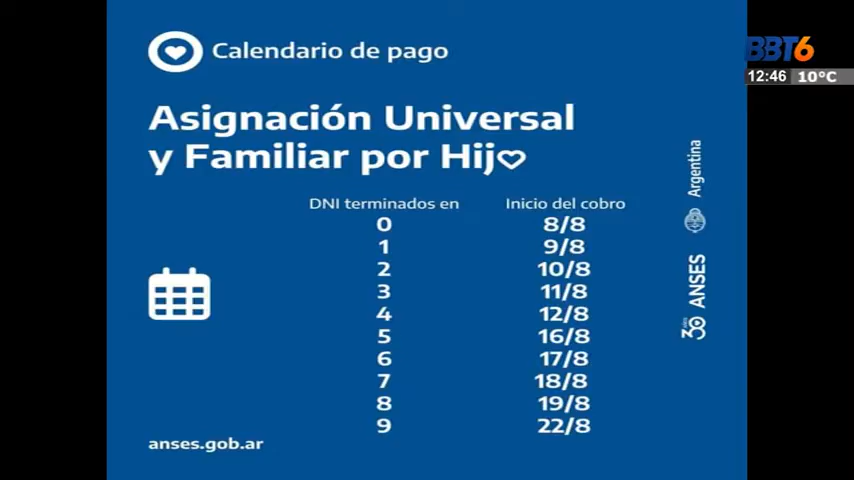 Calendario de pago
BBT6
12:46 10°C
Asignación Universal
y Familiar por Hijo
DNI terminados en Inicio del cobro
0 8/8
1 9/8
2 10/8
3 11/8
4 12/8
5 16/8
6 17/8
7 18/8
8 19/8
9 22/8
anses.gob.ar
Argentina
ANSES
30